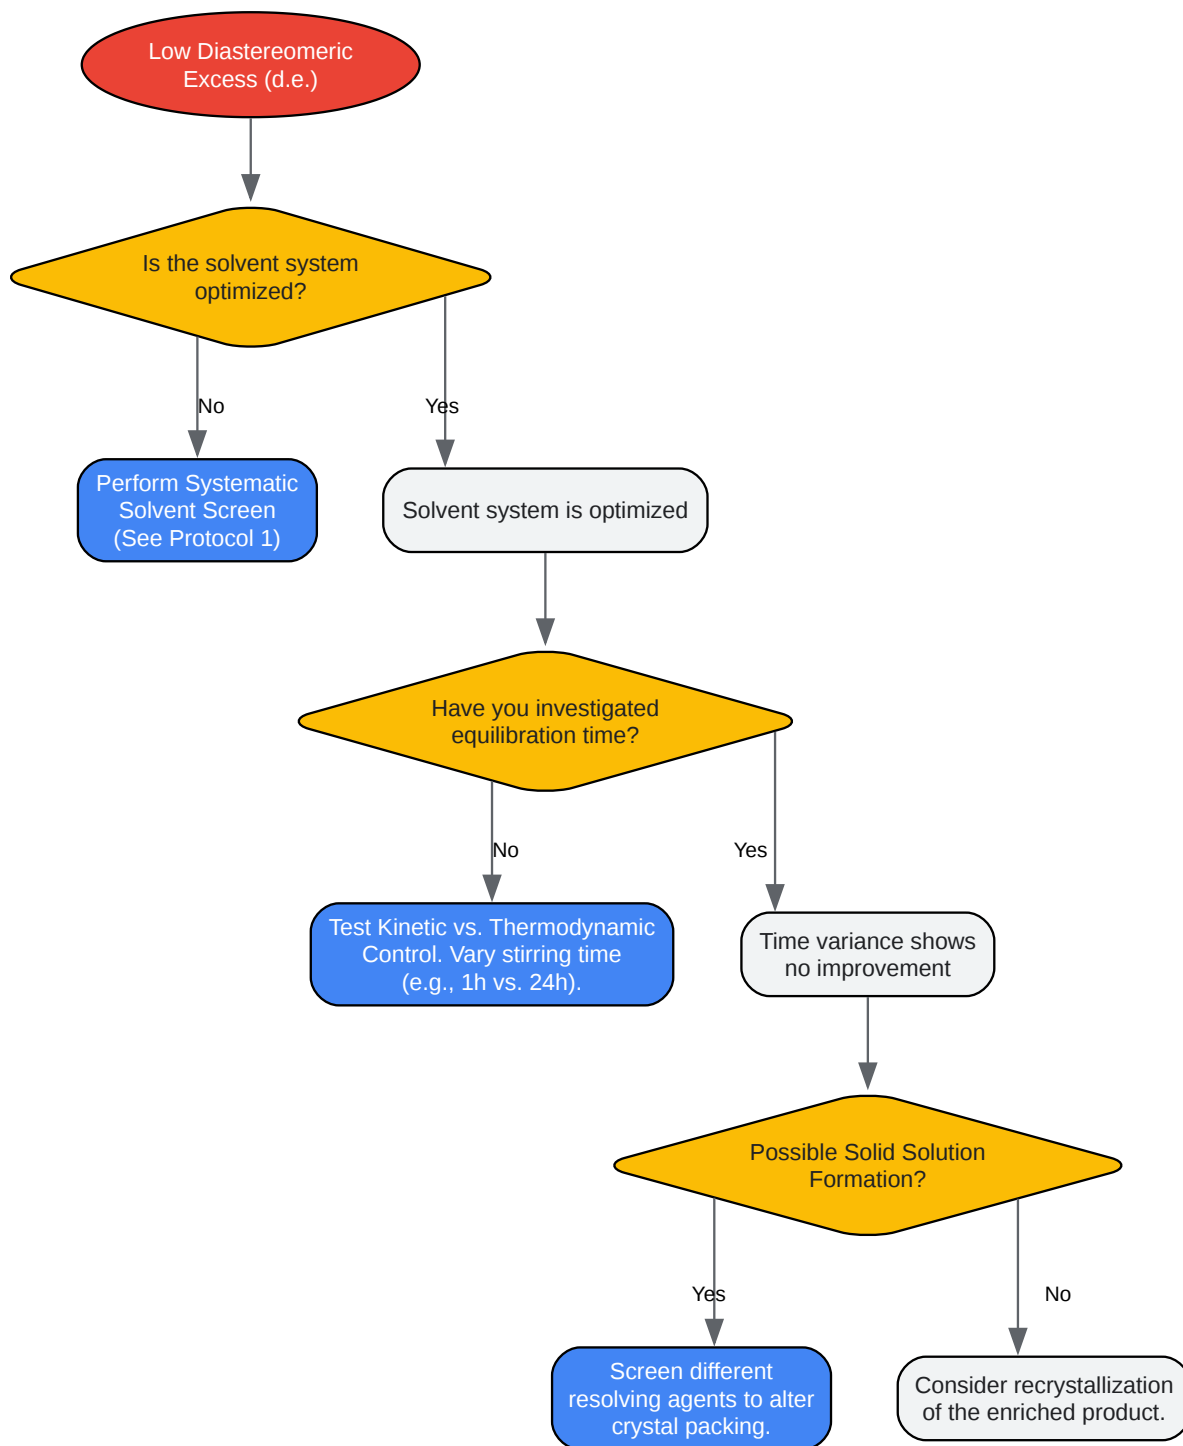 Low Diastereomeric
Excess (d.e.)
Is the solvent system
optimized?
No
Yes
Perform Systematic
Solvent Screen
(See Protocol 1)
Solvent system is optimized
Have you investigated
equilibration time?
No
Yes
Test Kinetic vs. Thermodynamic
Control. Vary stirring time
(e.g., 1h vs. 24h).
Time variance shows
no improvement
Possible Solid Solution
Formation?
Yes
No
Screen different
resolving agents to alter
crystal packing.
Consider recrystallization
of the enriched product.